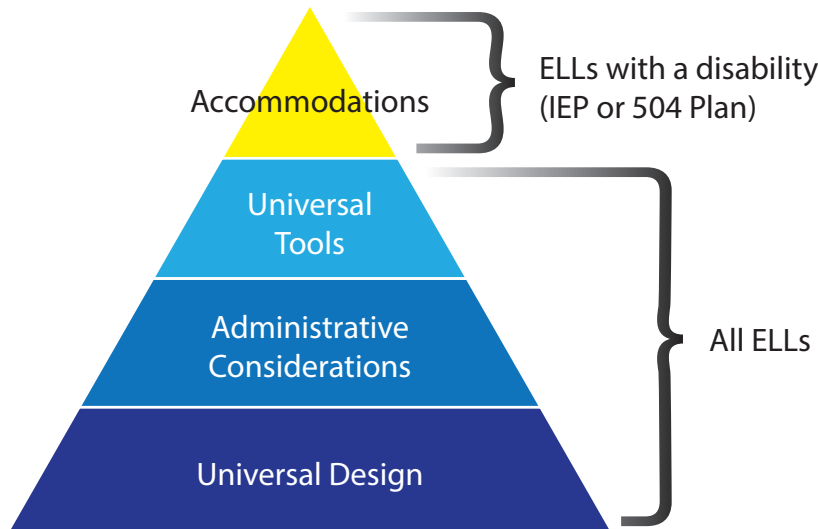 Accommodations
ELLs with a disability
(IEP or 504 Plan)
Universal
Tools
Administrative
Considerations
All ELLs
Universal Design